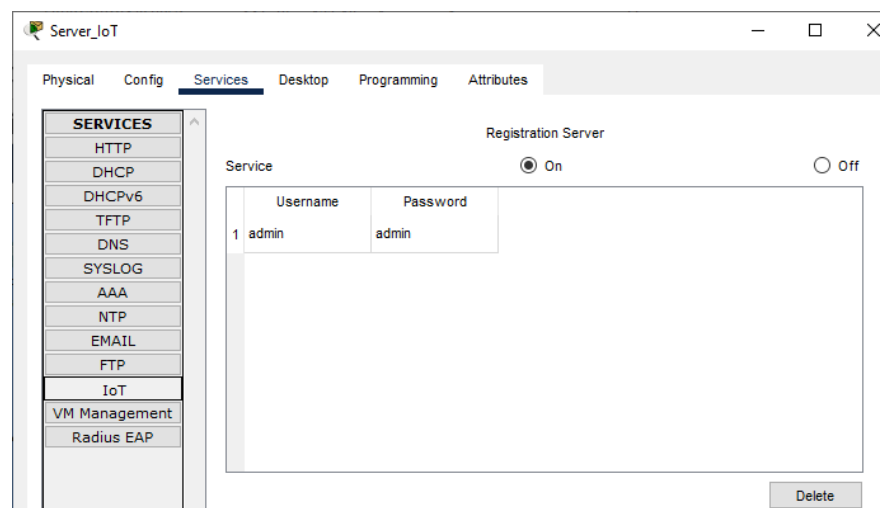 Server_IoT
Physical Config Services Desktop Programming Attributes
SERVICES
HTTP
DHCP
DHCPv6
TFTP
DNS
SYSLOG
AAA
NTP
EMAIL
FTP
IoT
VM Management
Radius EAP
Registration Server
Service On Off
Username Password
1 admin admin
Delete